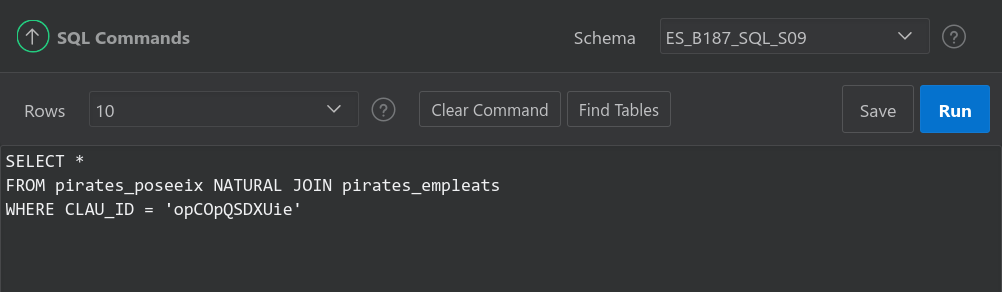 SQL Commands
Schema
ES_B187_SQL_S09
?
Rows
10
?
Clear Command
Find Tables
Save
Run
SELECT *
FROM pirates_poseeix NATURAL JOIN pirates_empleats
WHERE CLAU_ID = 'opCOpQSDXUie'